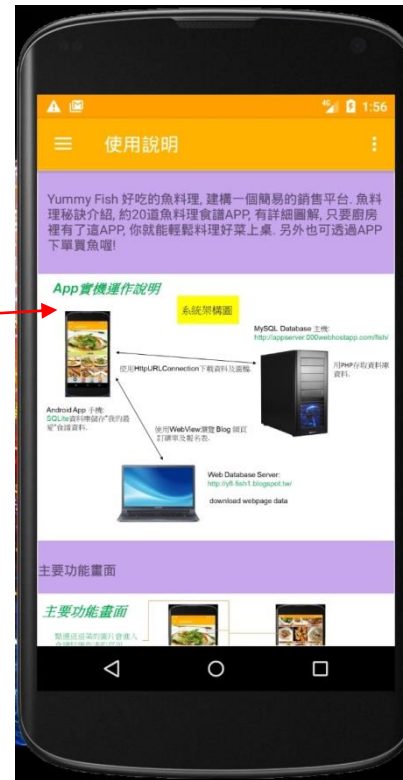 4G 1:56
使用說明
Yummy Fish 好吃的魚料理, 建構一個簡易的銷售平台. 魚料
理秘訣介紹, 約20道魚料理食譜APP, 有詳細圖解, 只要廚房
裡有了這APP, 你就能輕鬆料理好菜上桌. 另外也可透過APP
下單買魚喔!
App實機運作說明
系統架構圖
MySQL Database 主機:
http://appserver.000webhostapp.com/fish/
使用HttpURLConnection下載資料及圖檔.
用PHP存取資料庫
資料.
Android App 手機:
SQLite資料庫儲存"我的最
愛"食譜資料.
使用WebView瀏覽 Blog 網頁
訂購單及報名表.
Web Database Server:
http://yfl-fish1.blogspot.tw/
download webpage data
主要功能畫面
主要功能畫面